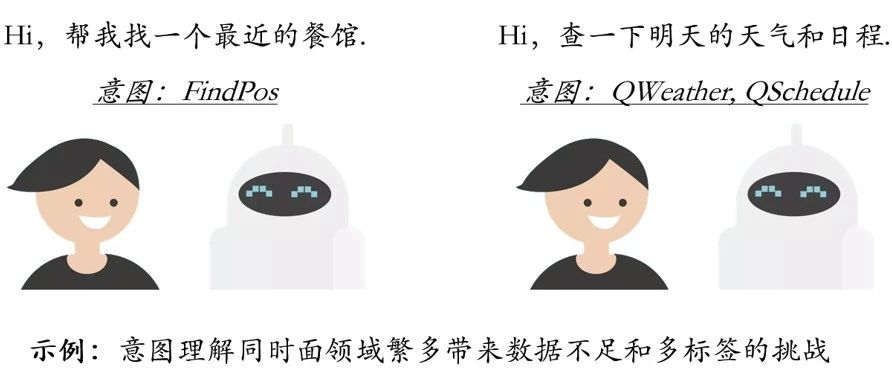 Hi，帮我找一个最近的餐馆.
意图：FindPos
Hi，查一下明天的天气和日程.
意图：QWeather, QSchedule
示例：意图理解同时面领域繁多带来数据不足和多标签的挑战